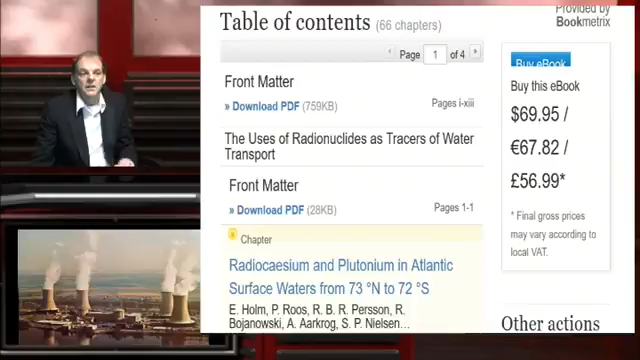 Table of contents (66 chapters)
Page 1 of 4
Front Matter
» Download PDF (759KB)
Pages i-xiii
The Uses of Radionuclides as Tracers of Water
Transport
Front Matter
» Download PDF (28KB)
Pages 1-1
Chapter
Radiocaesium and Plutonium in Atlantic
Surface Waters from 73 °N to 72 °S
E. Holm, P. Roos, R. B. R. Persson, R.
Bojanowski, A. Aarkrog, S. P. Nielsen...
Provided by
Bookmetrix
Buy eBook
Buy this eBook
$69.95 /
€67.82 /
£56.99*
* Final gross prices
may vary according to
local VAT.
Other actions